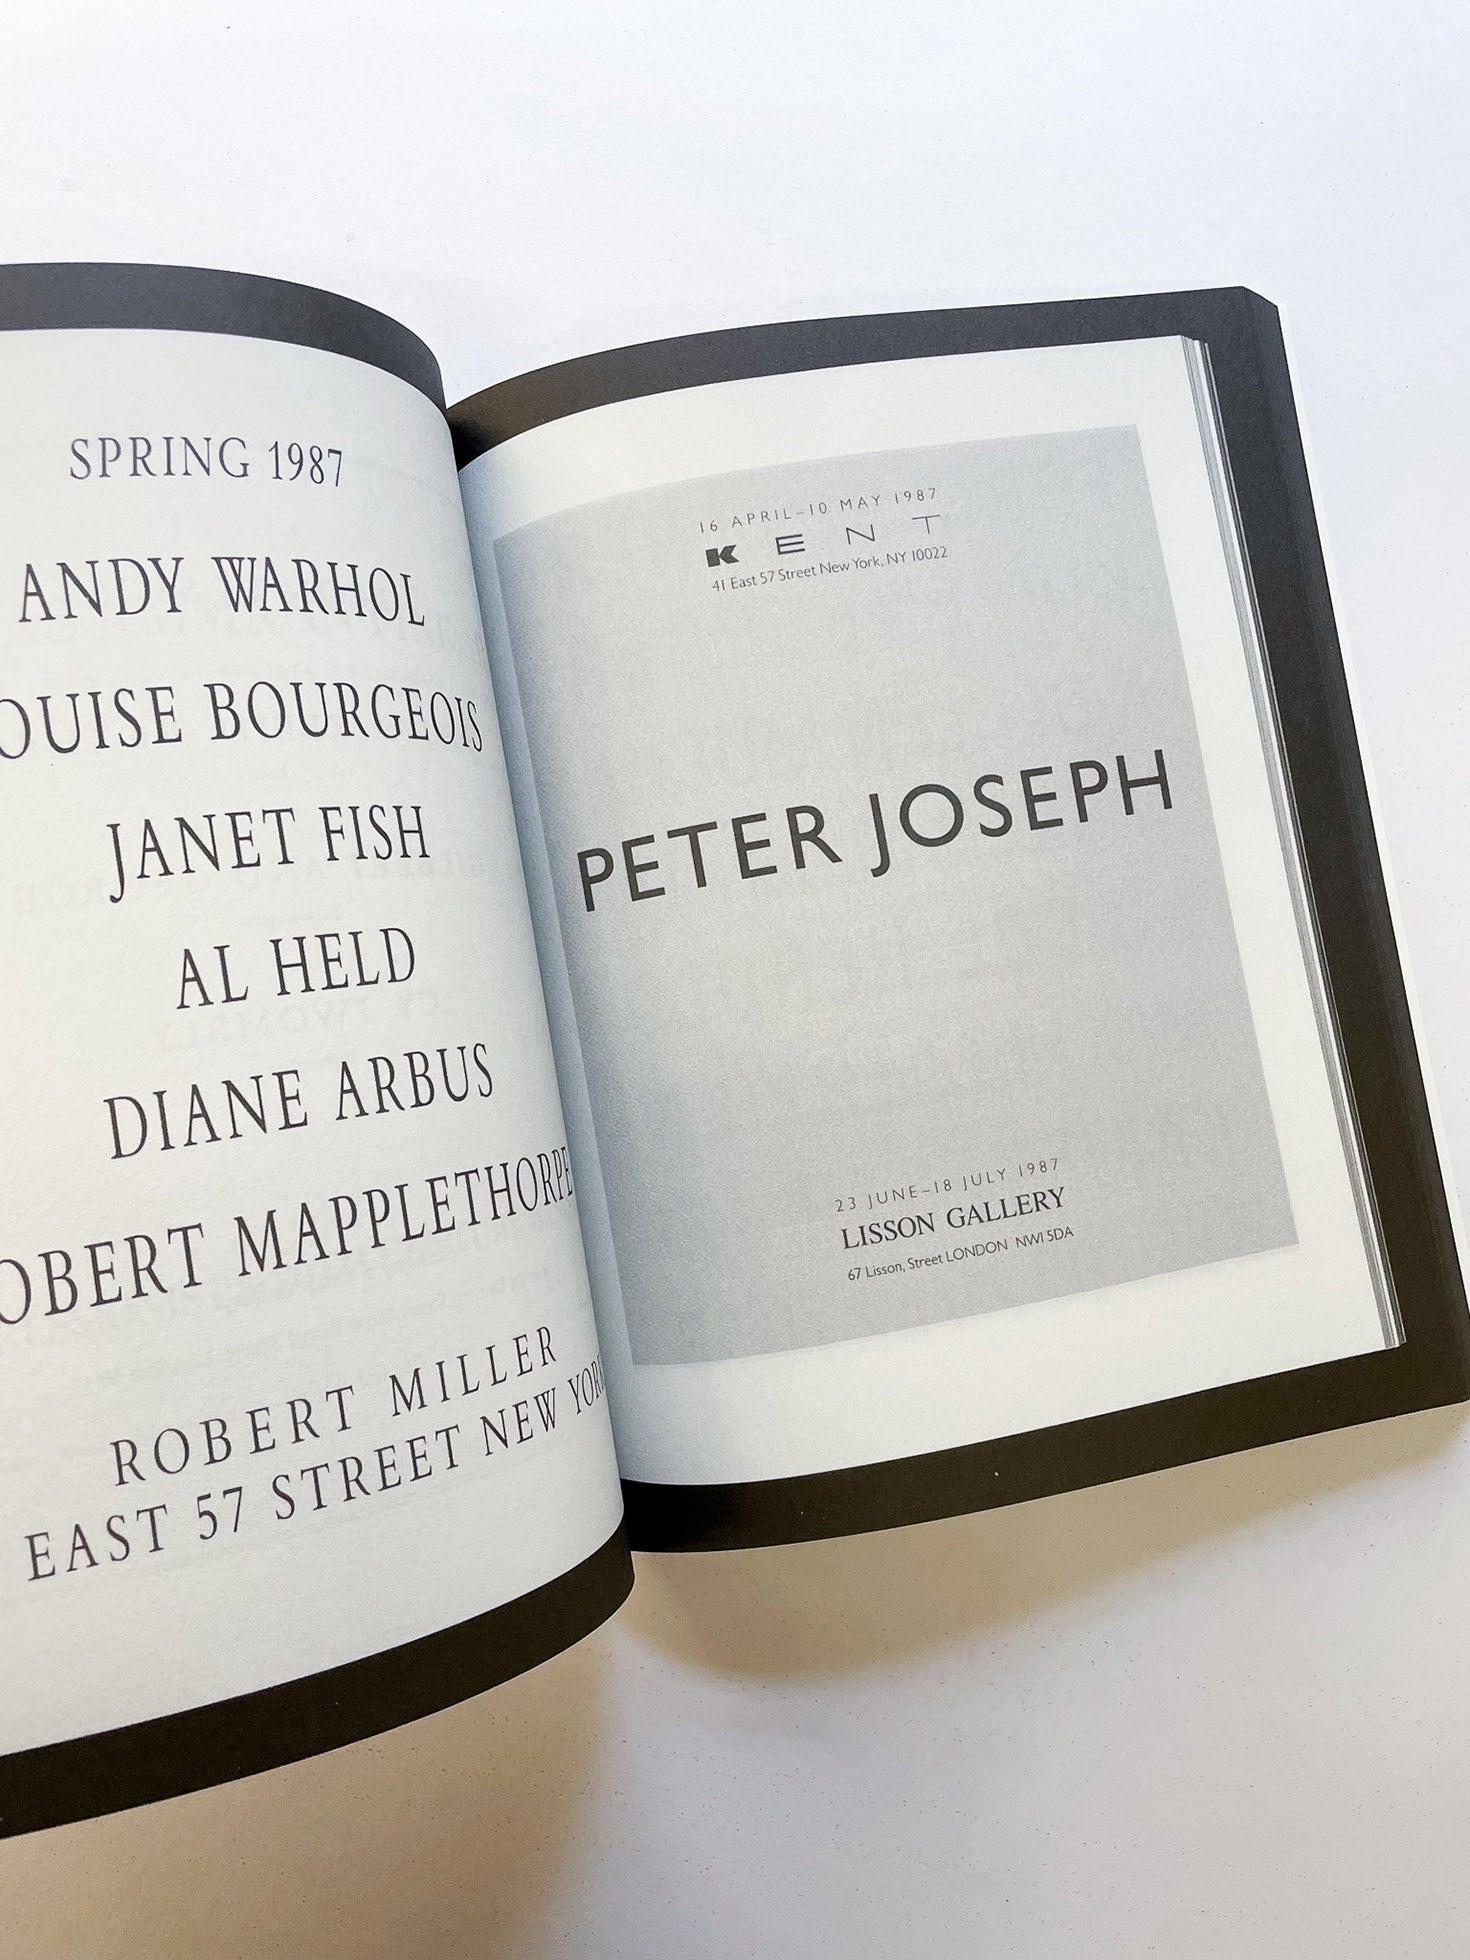 SPRING 1987
ANDY WARHOL
OUISE BOURGEOIS
JANET FISH
AL HELD
DIANE ARBUS
OBERT MAPPLETHORPE
ROBERT MILLER
EAST 57 STREET NEW YORK
16 APRIL–10 MAY 1987
KENT
41 East 57 Street New York, NY 10022
PETER JOSEPH
23 JUNE–18 JULY 1987
LISSON GALLERY
67 Lisson, Street LONDON NW1 5DA